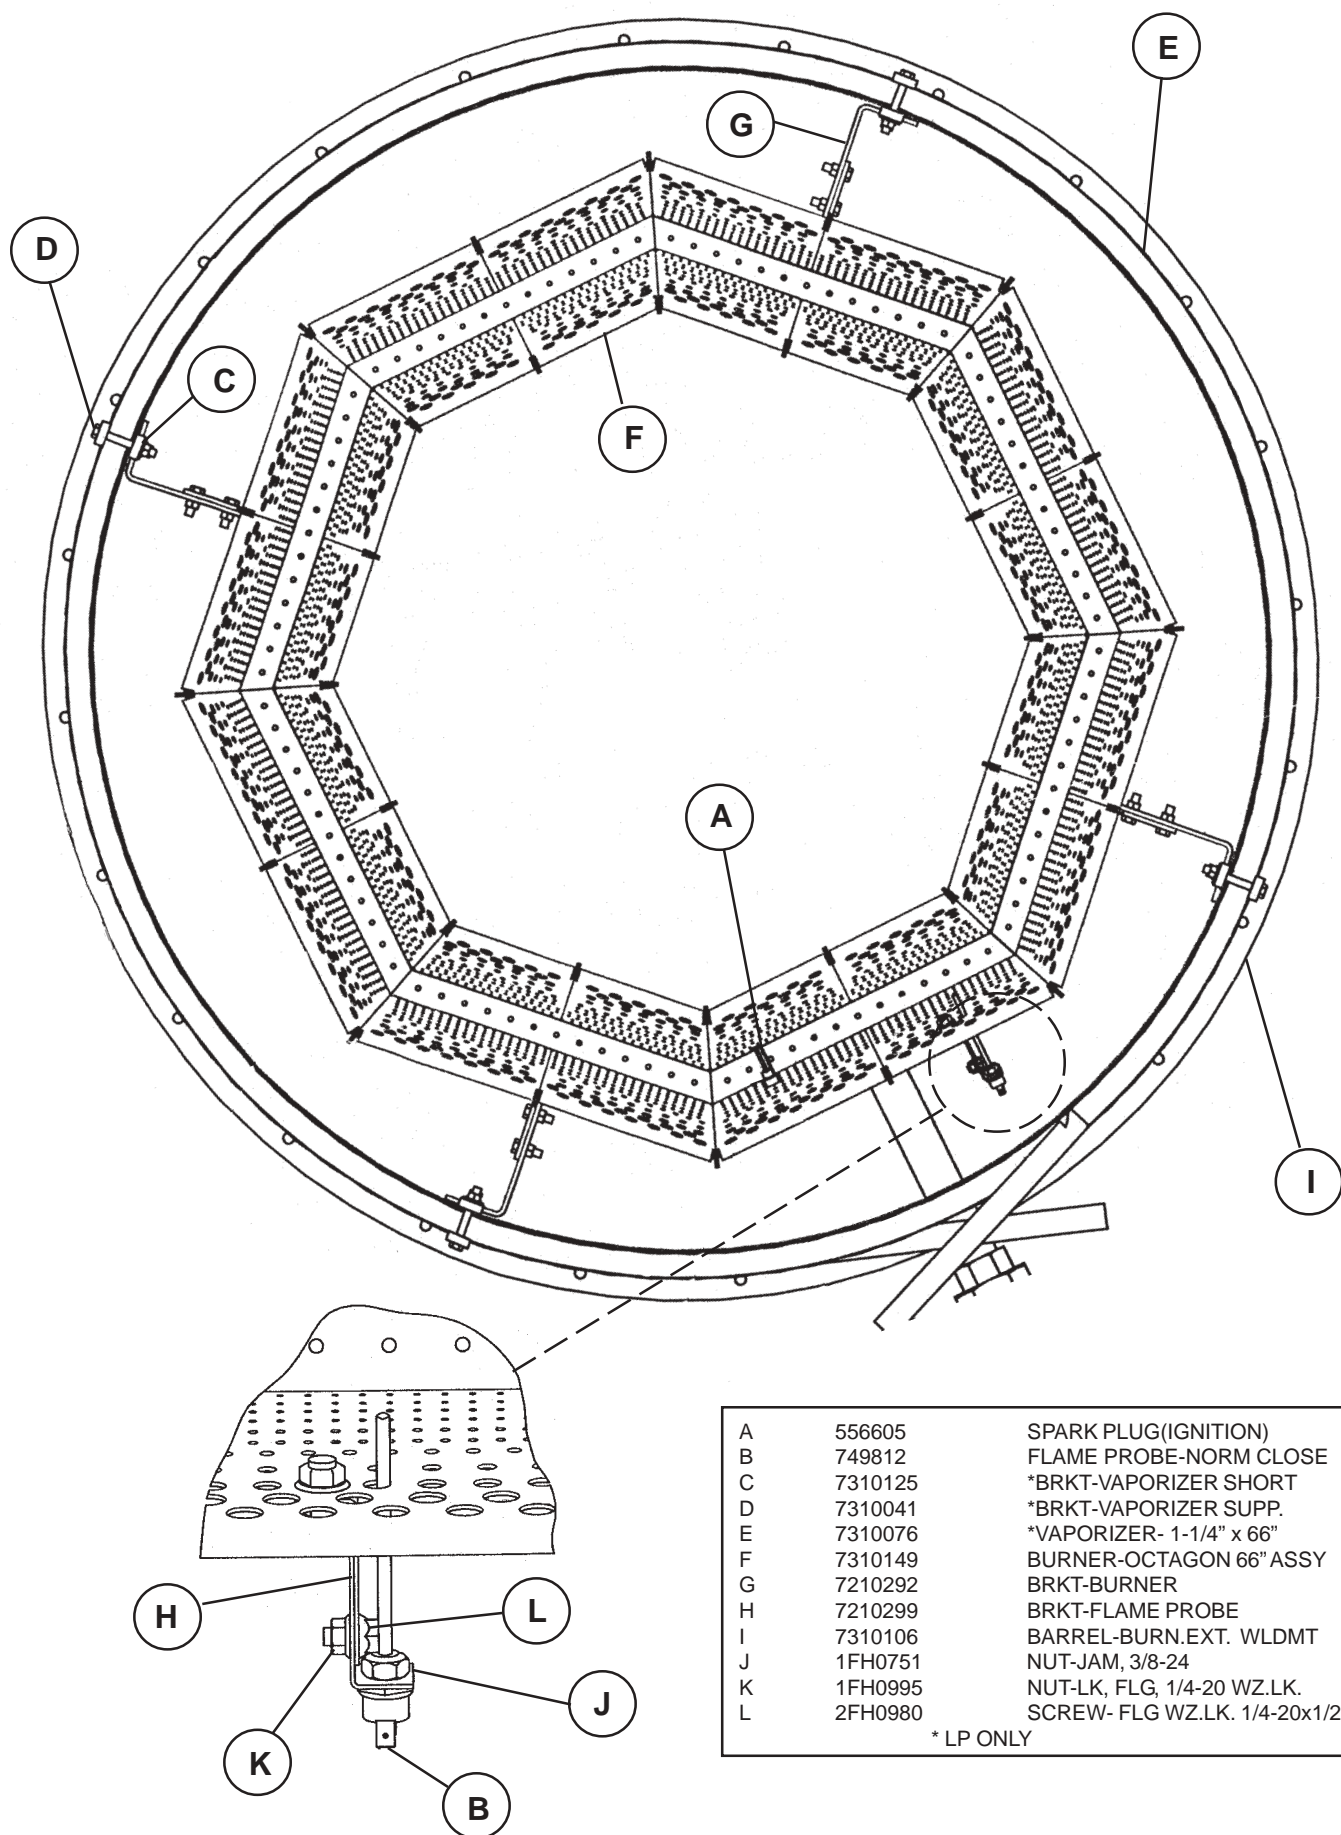 E
G
D
C
F
A
I
H
L
J
K
B
A 556605 SPARK PLUG(IGNITION)
B 749812 FLAME PROBE-NORM CLOSE
C 7310125 *BRKT-VAPORIZER SHORT
D 7310041 *BRKT-VAPORIZER SUPP.
E 7310076 *VAPORIZER- 1-1/4” x 66”
F 7310149 BURNER-OCTAGON 66” ASSY
G 7210292 BRKT-BURNER
H 7210299 BRKT-FLAME PROBE
I 7310106 BARREL-BURN.EXT. WLDMT
J 1FH0751 NUT-JAM, 3/8-24
K 1FH0995 NUT-LK, FLG, 1/4-20 WZ.LK.
L 2FH0980 SCREW- FLG WZ.LK. 1/4-20x1/2
* LP ONLY